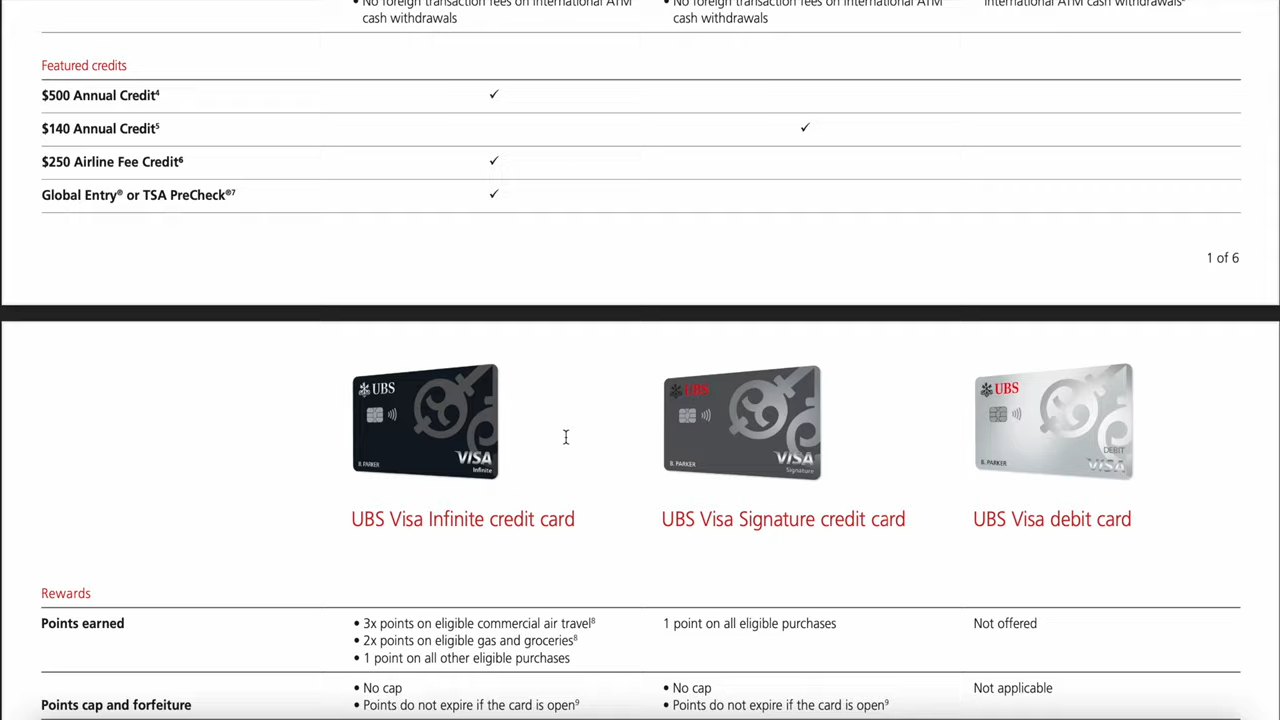 • No foreign transaction fees on international ATM cash withdrawals
• No foreign transaction fees on international ATM cash withdrawals
international ATM cash withdrawals
Featured credits
$500 Annual Credit⁴ ✓
$140 Annual Credit⁵ ✓
$250 Airline Fee Credit⁶ ✓
Global Entry® or TSA PreCheck®⁷ ✓
1 of 6
UBS
B. PARKER
VISA
Infinite
UBS
B. PARKER
VISA
Signature
UBS
B. PARKER
DEBIT
VISA
UBS Visa Infinite credit card
UBS Visa Signature credit card
UBS Visa debit card
Rewards
Points earned
• 3x points on eligible commercial air travel⁸
• 2x points on eligible gas and groceries⁸
• 1 point on all other eligible purchases
1 point on all eligible purchases
Not offered
Points cap and forfeiture
• No cap
• Points do not expire if the card is open⁹
• No cap
• Points do not expire if the card is open⁹
Not applicable